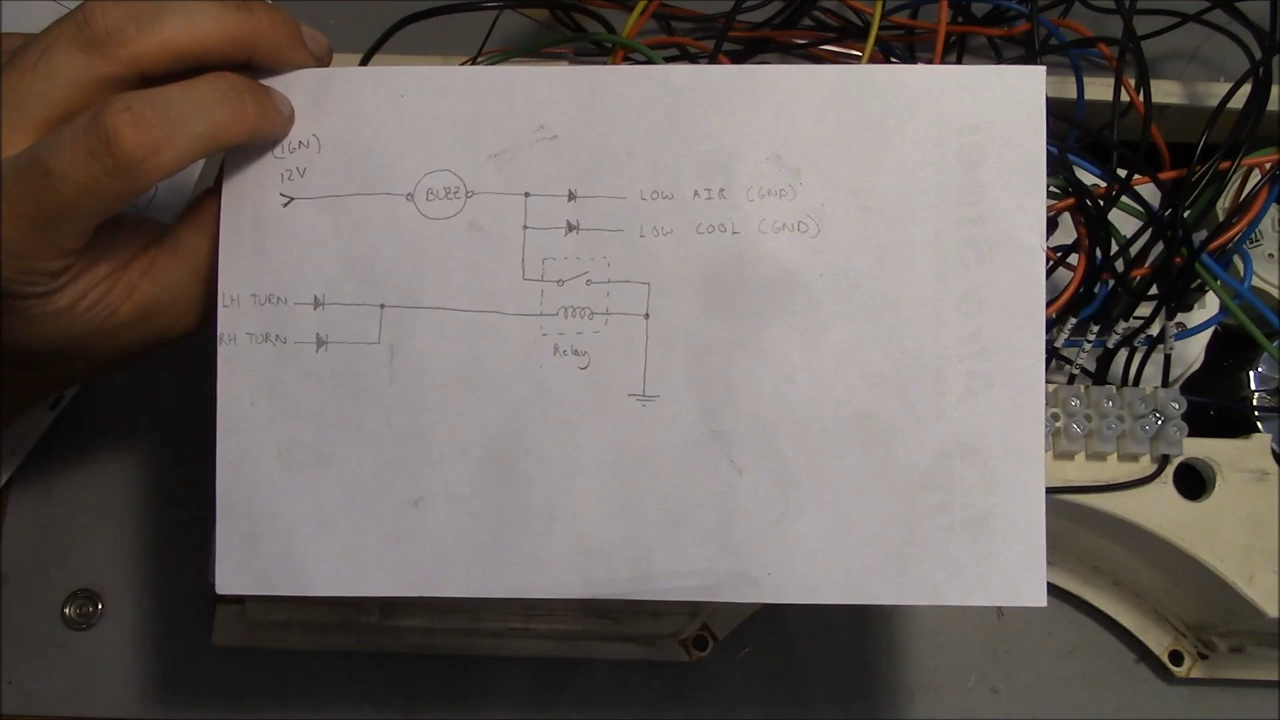 (IGN)
12V
BUZZ
LOW AIR (GND)
LOW COOL (GND)
LH TURN
RH TURN
Relay